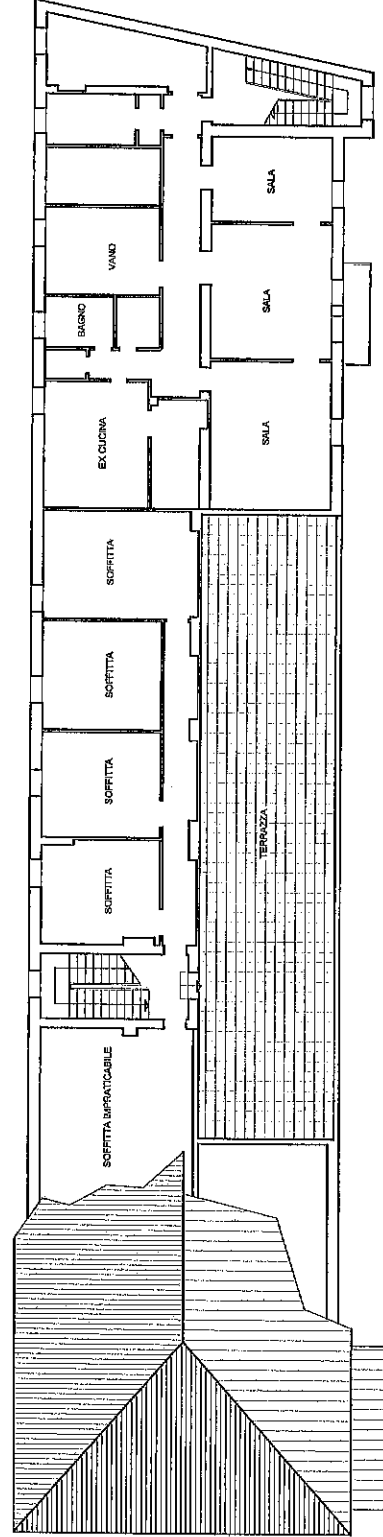 SOFFITTA IMPRATICABILE
SOFFITTA
SOFFITTA
SOFFITTA
SOFFITTA
EX CUCINA
BAGNO
VANO
TERRAZZA
SALA
SALA
SALA